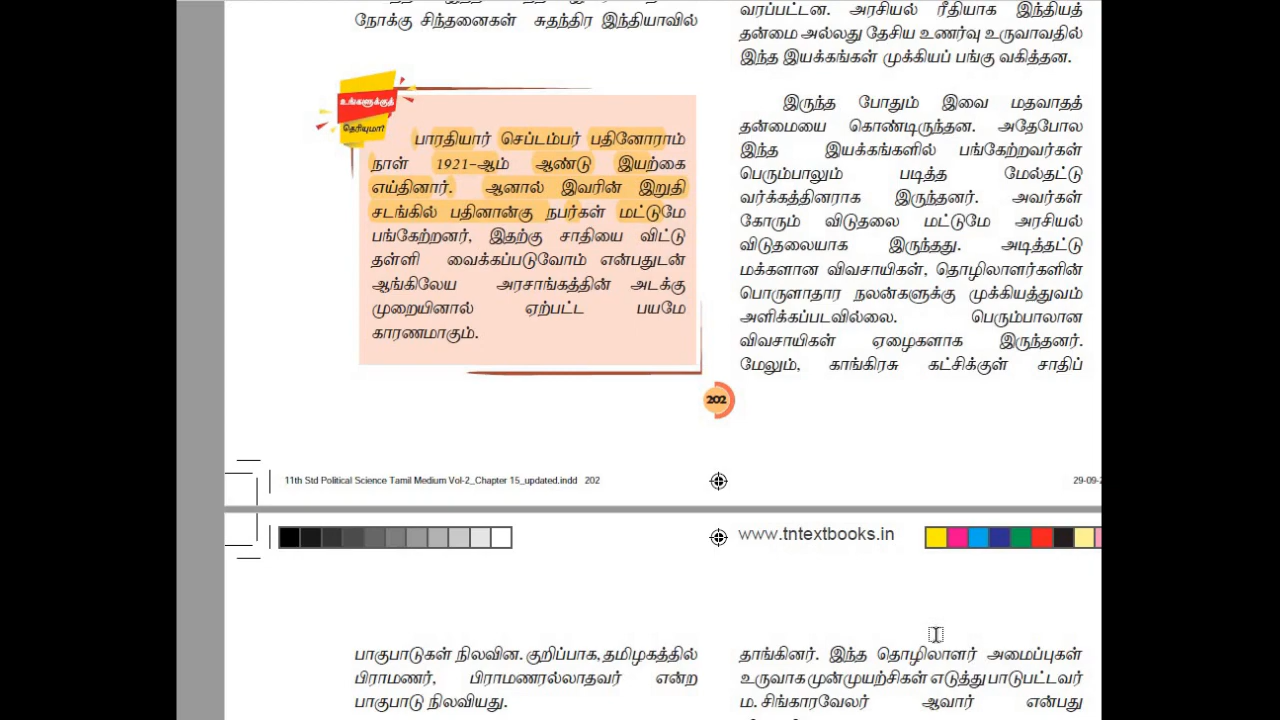 நோக்கு சிந்தனைகள் சுதந்திர இந்தியாவில்
உங்களுக்குத்
தெரியுமா?
பாரதியார் செப்டம்பர் பதினோராம்
நாள் 1921-ஆம் ஆண்டு இயற்கை
எய்தினார். ஆனால் இவரின் இறுதி
சடங்கில் பதினான்கு நபர்கள் மட்டுமே
பங்கேற்றனர், இதற்கு சாதியை விட்டு
தள்ளி வைக்கப்படுவோம் என்பதுடன்
ஆங்கிலேய அரசாங்கத்தின் அடக்கு
முறையினால் ஏற்பட்ட பயமே
காரணமாகும்.
வரப்பட்டன. அரசியல் ரீதியாக இந்தியத்
தன்மை அல்லது தேசிய உணர்வு உருவாவதில்
இந்த இயக்கங்கள் முக்கியப் பங்கு வகித்தன.
இருந்த போதும் இவை மதவாதத்
தன்மையை கொண்டிருந்தன. அதேபோல
இந்த இயக்கங்களில் பங்கேற்றவர்கள்
பெரும்பாலும் படித்த மேல்தட்டு
வர்க்கத்தினராக இருந்தனர். அவர்கள்
கோரும் விடுதலை மட்டுமே அரசியல்
விடுதலையாக இருந்தது. அடித்தட்டு
மக்களான விவசாயிகள், தொழிலாளர்களின்
பொருளாதார நலன்களுக்கு முக்கியத்துவம்
அளிக்கப்படவில்லை. பெரும்பாலான
விவசாயிகள் ஏழைகளாக இருந்தனர்.
மேலும், காங்கிரசு கட்சிக்குள் சாதிப்
202
11th Std Political Science Tamil Medium Vol-2_Chapter 15_updated.indd 202
29-09-
www.tntextbooks.in
பாகுபாடுகள் நிலவின. குறிப்பாக, தமிழகத்தில்
பிராமணர், பிராமணரல்லாதவர் என்ற
பாகுபாடு நிலவியது.
தாங்கினர். இந்த தொழிலாளர் அமைப்புகள்
உருவாக முன்முயற்சிகள் எடுத்து பாடுபட்டவர்
ம. சிங்காரவேலர் ஆவார் என்பது